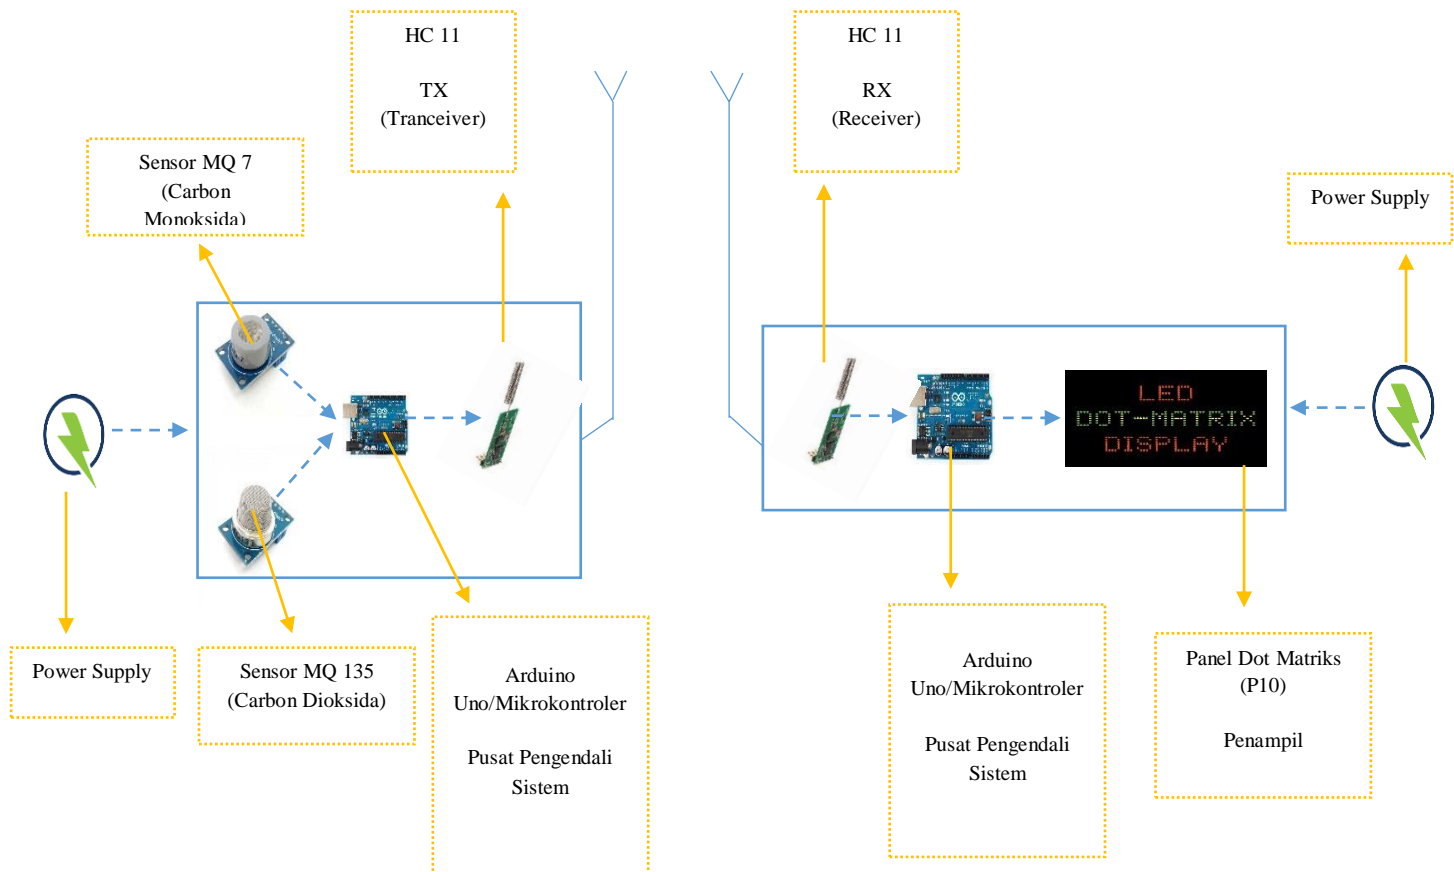 HC 11
TX
(Tranceiver)
HC 11
RX
(Receiver)
Sensor MQ 7
(Carbon
Monoksida)
Power Supply
LED
DOT-MATRIX
DISPLAY
Power Supply
Sensor MQ 135
(Carbon Dioksida)
Arduino
Uno/Mikrokontroler
Pusat Pengendali
Sistem
Arduino
Uno/Mikrokontroler
Pusat Pengendali
Sistem
Panel Dot Matriks
(P10)
Penampil